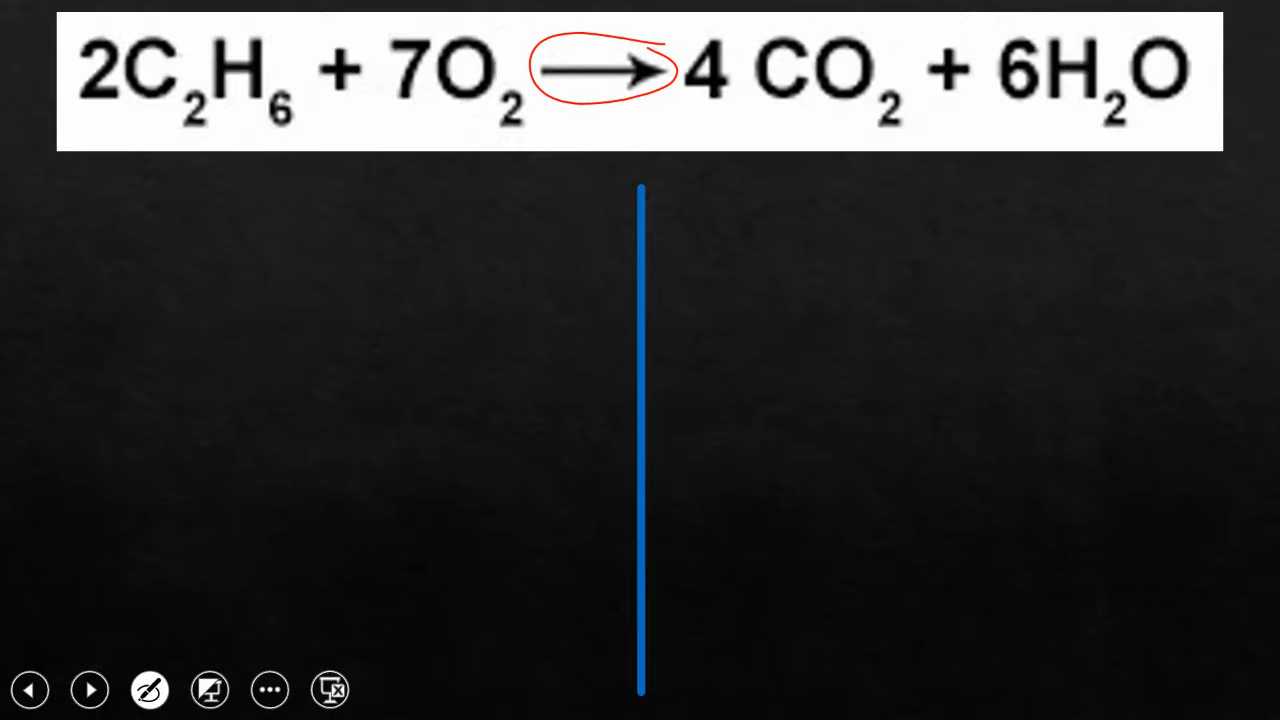 2C₂H₆ + 7O₂ → 4 CO₂ + 6H₂O